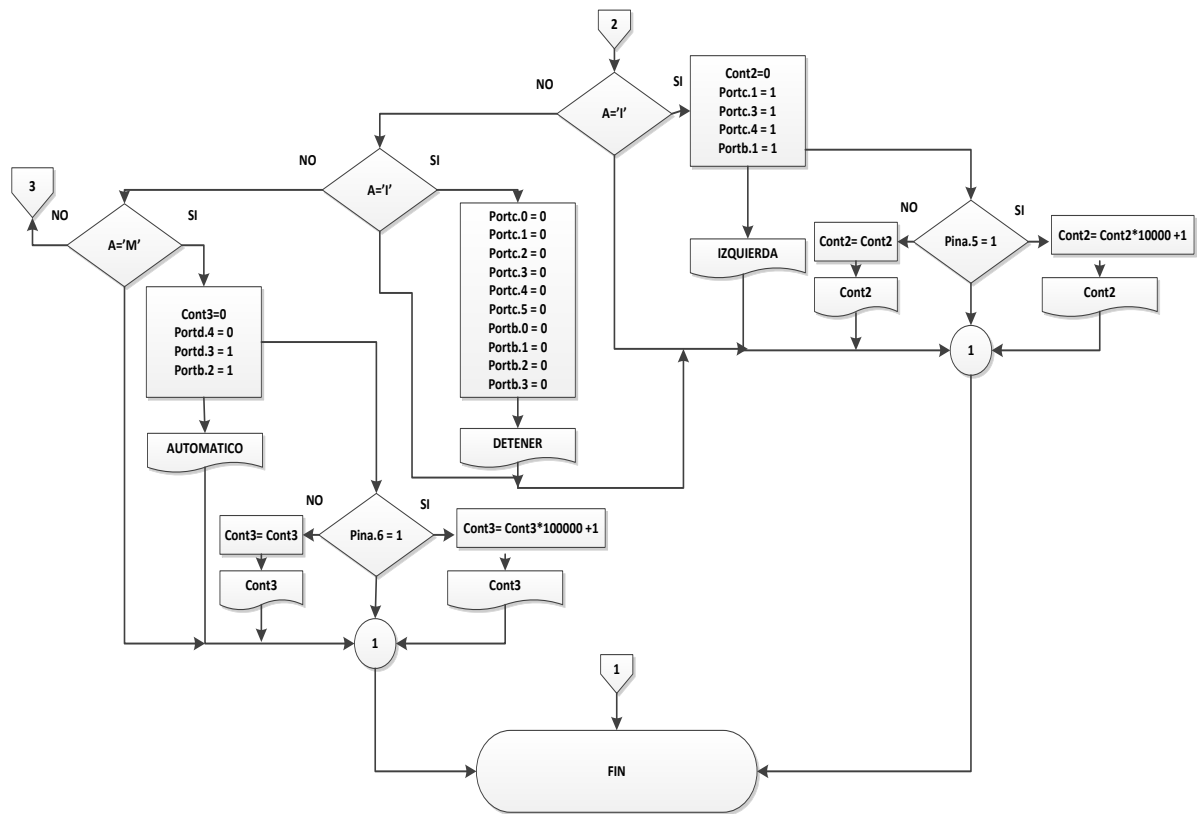 2
NO
SI
A='I'
Cont2=0
Portc.1 = 1
Portc.3 = 1
Portc.4 = 1
Portb.1 = 1
NO
SI
A='I'
3
NO
SI
A='M'
Portc.0 = 0
Portc.1 = 0
Portc.2 = 0
Portc.3 = 0
Portc.4 = 0
Portc.5 = 0
Portb.0 = 0
Portb.1 = 0
Portb.2 = 0
Portb.3 = 0
IZQUIERDA
NO
SI
Cont2= Cont2
Pina.5 = 1
Cont2= Cont2*10000 +1
Cont2
Cont2
1
Cont3=0
Portd.4 = 0
Portd.3 = 1
Portb.2 = 1
AUTOMATICO
DETENER
NO
SI
Cont3= Cont3
Pina.6 = 1
Cont3= Cont3*100000 +1
Cont3
Cont3
1
1
FIN